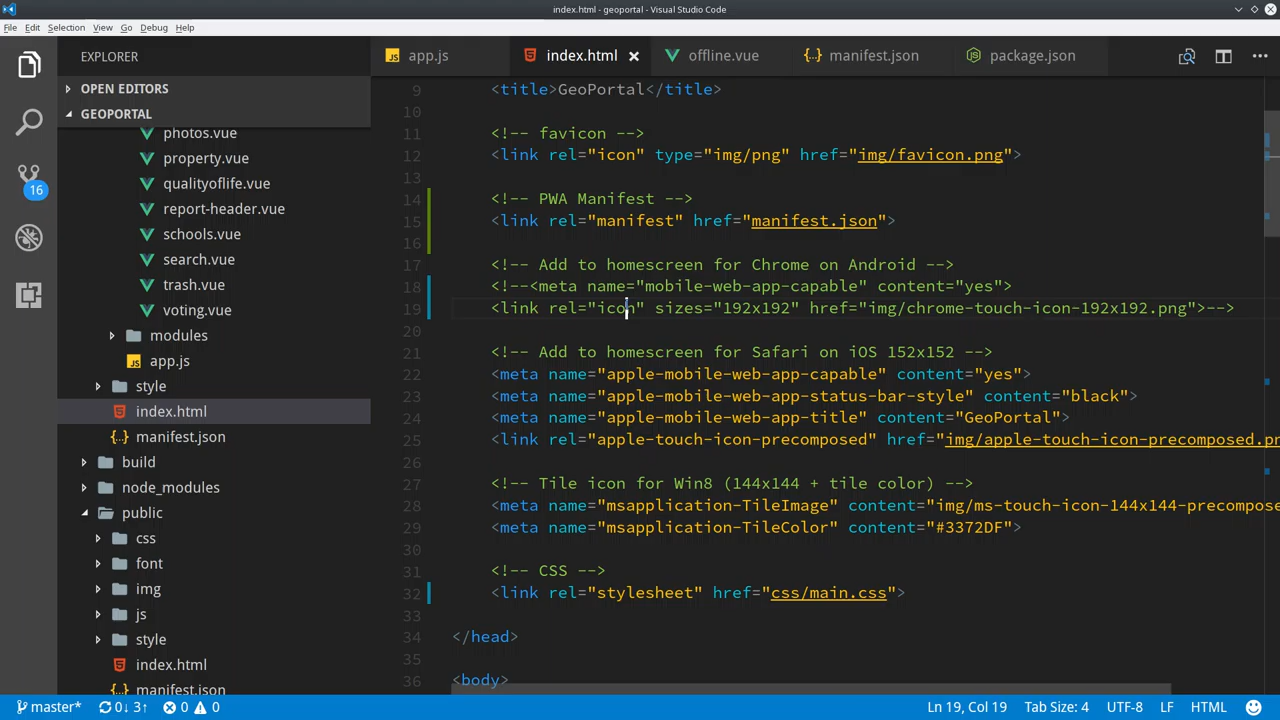 index.html - geoportal - Visual Studio Code
File Edit Selection View Go Debug Help
EXPLORER
OPEN EDITORS
GEOPORTAL
photos.vue
property.vue
qualityoflife.vue
report-header.vue
schools.vue
search.vue
trash.vue
voting.vue
modules
JS app.js
style
index.html
{..} manifest.json
build
node_modules
public
css
font
img
js
style
index.html
manifest.json
16
JS app.js
index.html
offline.vue
{} manifest.json
package.json
9 <title>GeoPortal</title>
10
11 <!-- favicon -->
12 <link rel="icon" type="img/png" href="img/favicon.png">
13
14 <!-- PWA Manifest -->
15 <link rel="manifest" href="manifest.json">
16
17 <!-- Add to homescreen for Chrome on Android -->
18 <!--<meta name="mobile-web-app-capable" content="yes">
19 <link rel="icon" sizes="192x192" href="img/chrome-touch-icon-192x192.png">-->
20
21 <!-- Add to homescreen for Safari on iOS 152x152 -->
22 <meta name="apple-mobile-web-app-capable" content="yes">
23 <meta name="apple-mobile-web-app-status-bar-style" content="black">
24 <meta name="apple-mobile-web-app-title" content="GeoPortal">
25 <link rel="apple-touch-icon-precomposed" href="img/apple-touch-icon-precomposed.pn
26
27 <!-- Tile icon for Win8 (144x144 + tile color) -->
28 <meta name="msapplication-TileImage" content="img/ms-touch-icon-144x144-precompose
29 <meta name="msapplication-TileColor" content="#3372DF">
30
31 <!-- CSS -->
32 <link rel="stylesheet" href="css/main.css">
33
34 </head>
35
36 <body>
master* 0↓ 3↑ 0 0
Ln 19, Col 19 Tab Size: 4 UTF-8 LF HTML